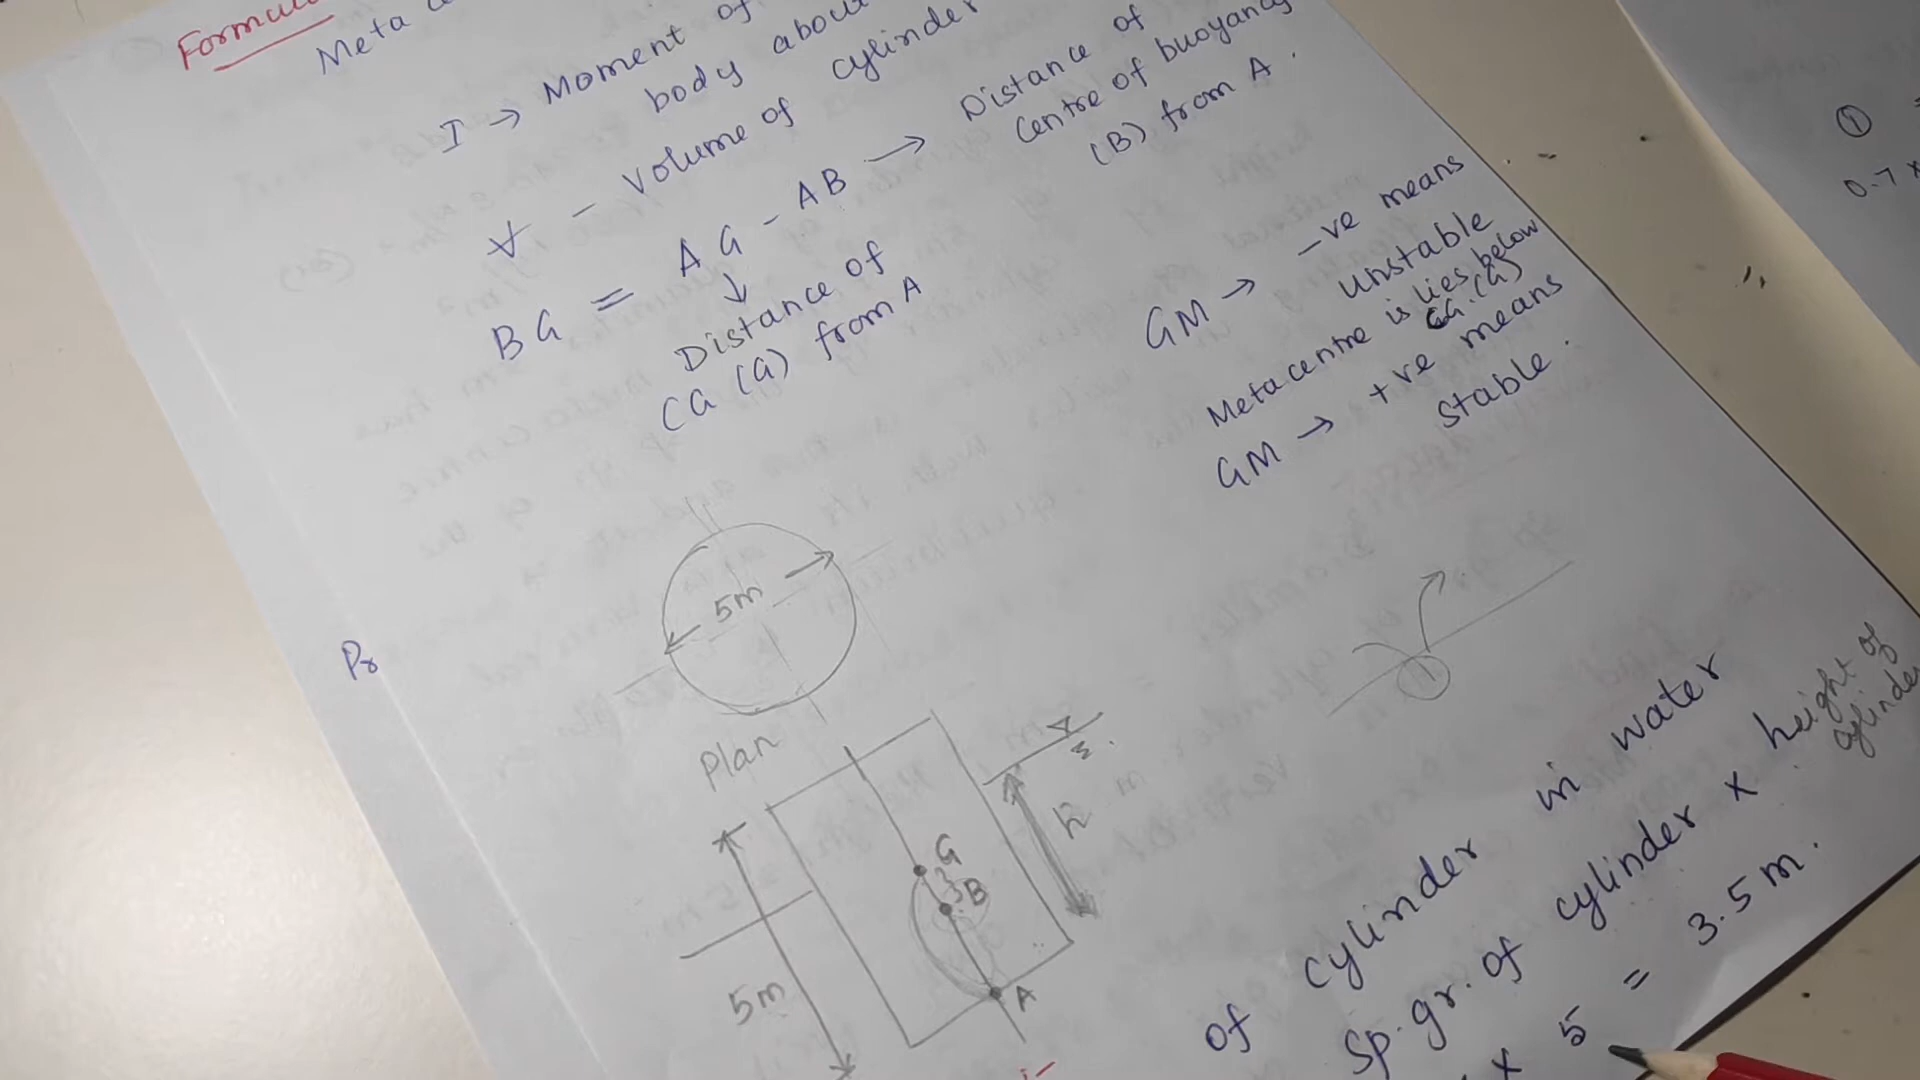 Formula
Meta
I → Moment of
body about
∀ - Volume of cylinder
BG = AG - AB → Distance of
Centre of buoyancy
(B) from A.
↓
Distance of
CG (G) from A
GM → -ve means
unstable
Metacentre is lies below
CG.(G)
GM → +ve means
stable.
5m
Plan
Pr
h
G
B
A
5m
of cylinder in water
Sp.gr. of cylinder x height of
cylinder
x 5 = 3.5 m.
①
0.7 x